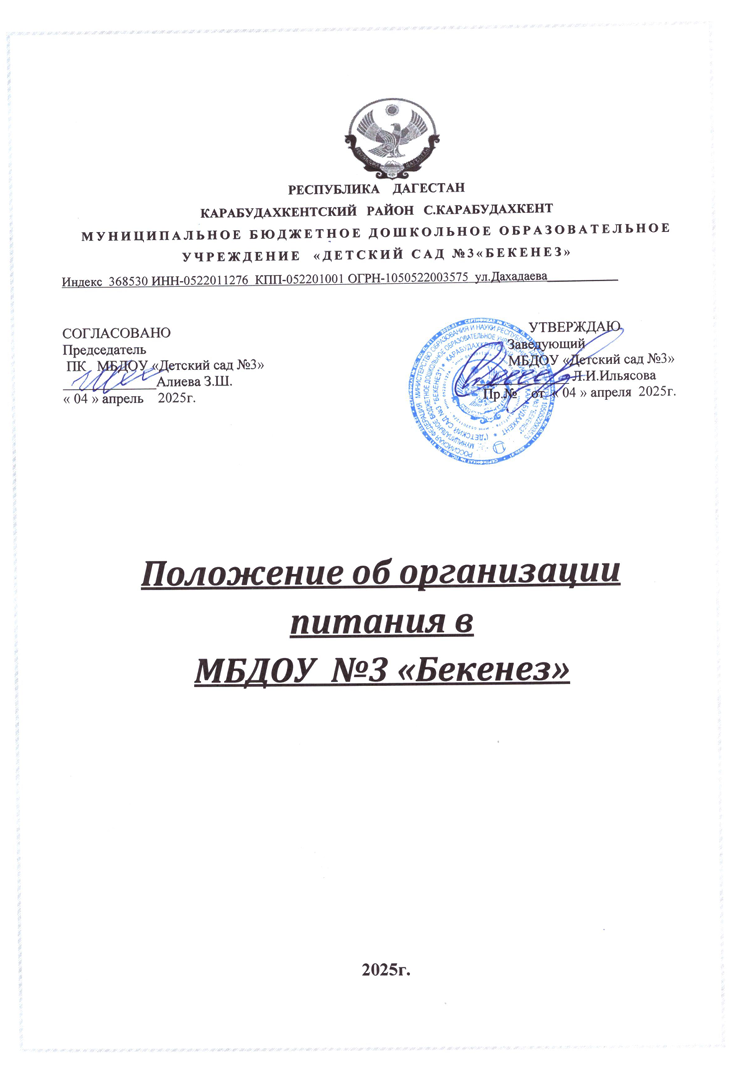 РЕСПУБЛИКА ДАГЕСТАН
КАРАБУДАХКЕНТСКИЙ РАЙОН С.КАРАБУДАХКЕНТ
МУНИЦИПАЛЬНОЕ БЮДЖЕТНОЕ ДОШКОЛЬНОЕ ОБРАЗОВАТЕЛЬНОЕ
УЧРЕЖДЕНИЕ «ДЕТСКИЙ САД №3«БЕКЕНЕЗ»
Индекс 368530 ИНН-0522011276 КПП-052201001 ОГРН-1050522003575 ул.Дахадаева____________
СОГЛАСОВАНО
Председатель
ПК МБДОУ «Детский сад №3»
______________Алиева З.Ш.
« 04 » апрель 2025г.
УТВЕРЖДАЮ
Заведующий
МБДОУ «Детский сад №3»
Л.И.Ильясова
Пр.№ от « 04 » апреля 2025г.
Положение об организации
питания в
МБДОУ №3 «Бекенез»
2025г.